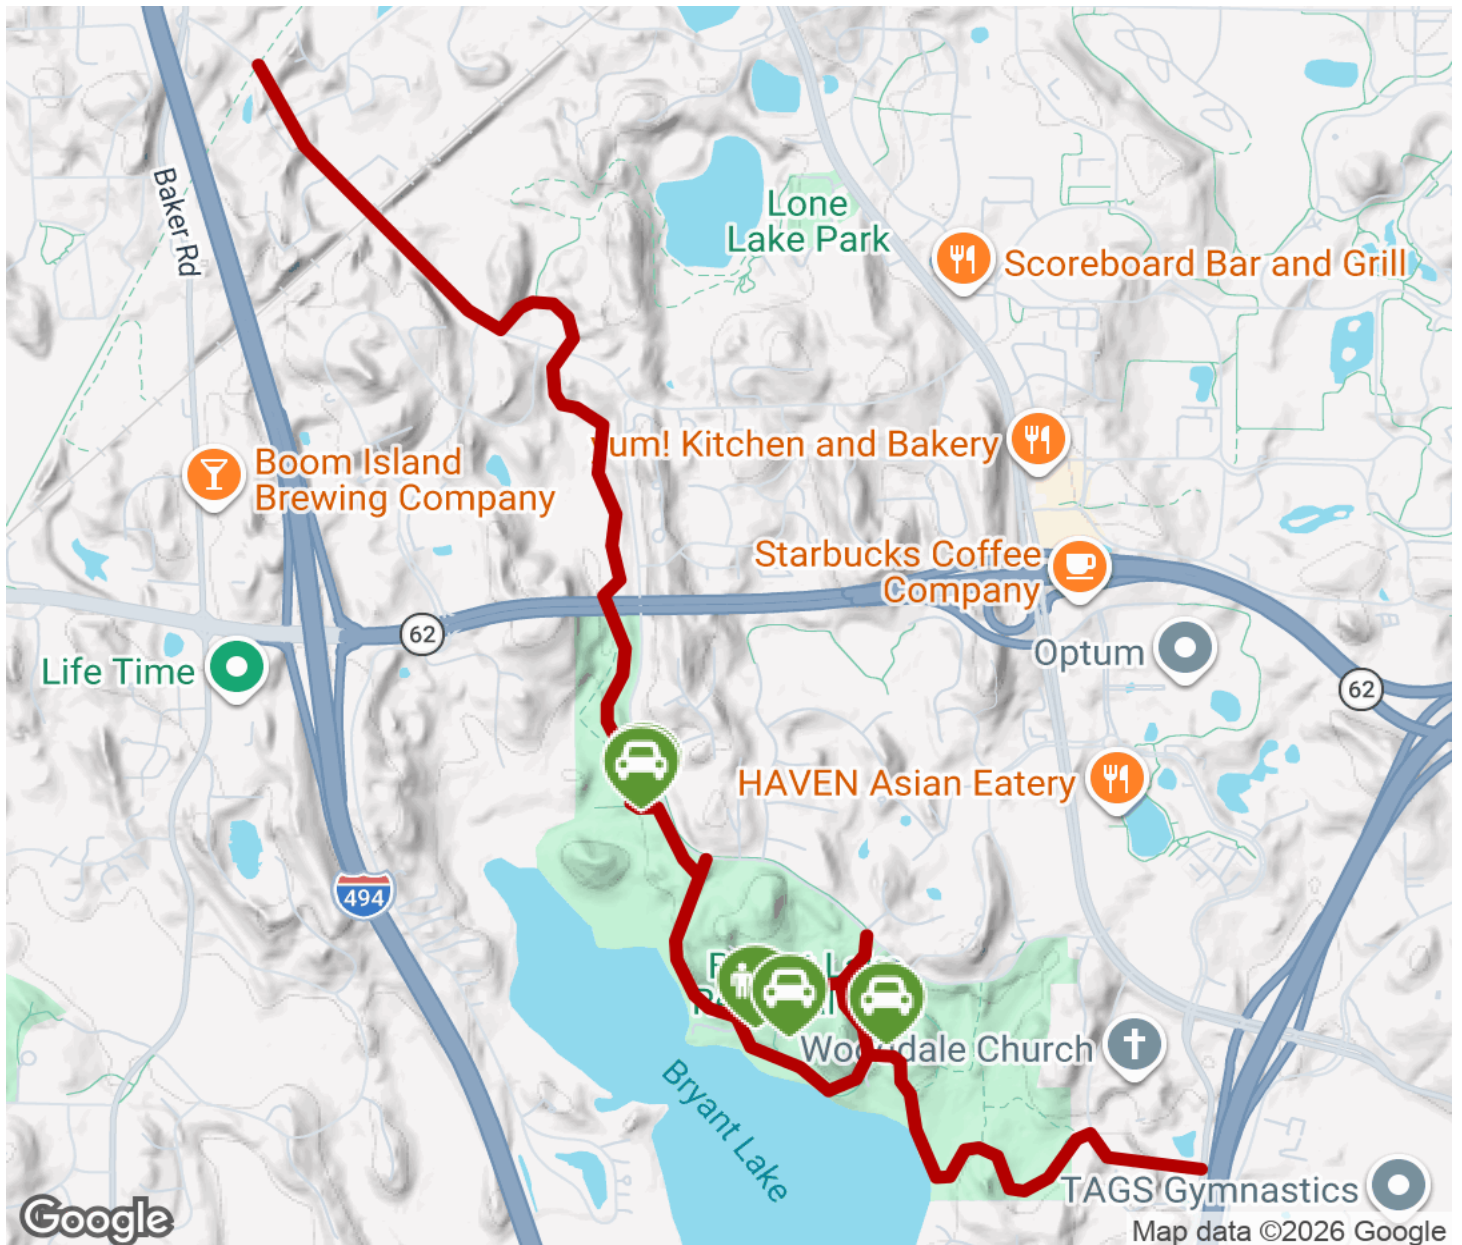 Baker Rd
Lone
Lake Park
Scoreboard Bar and Grill
um! Kitchen and Bakery
Boom Island
Brewing Company
Starbucks Coffee
Company
62
Optum
Life Time
62
HAVEN Asian Eatery
494
Church
Bryant Lake
TAGS Gymnastics
Google
Map data ©2026 Google